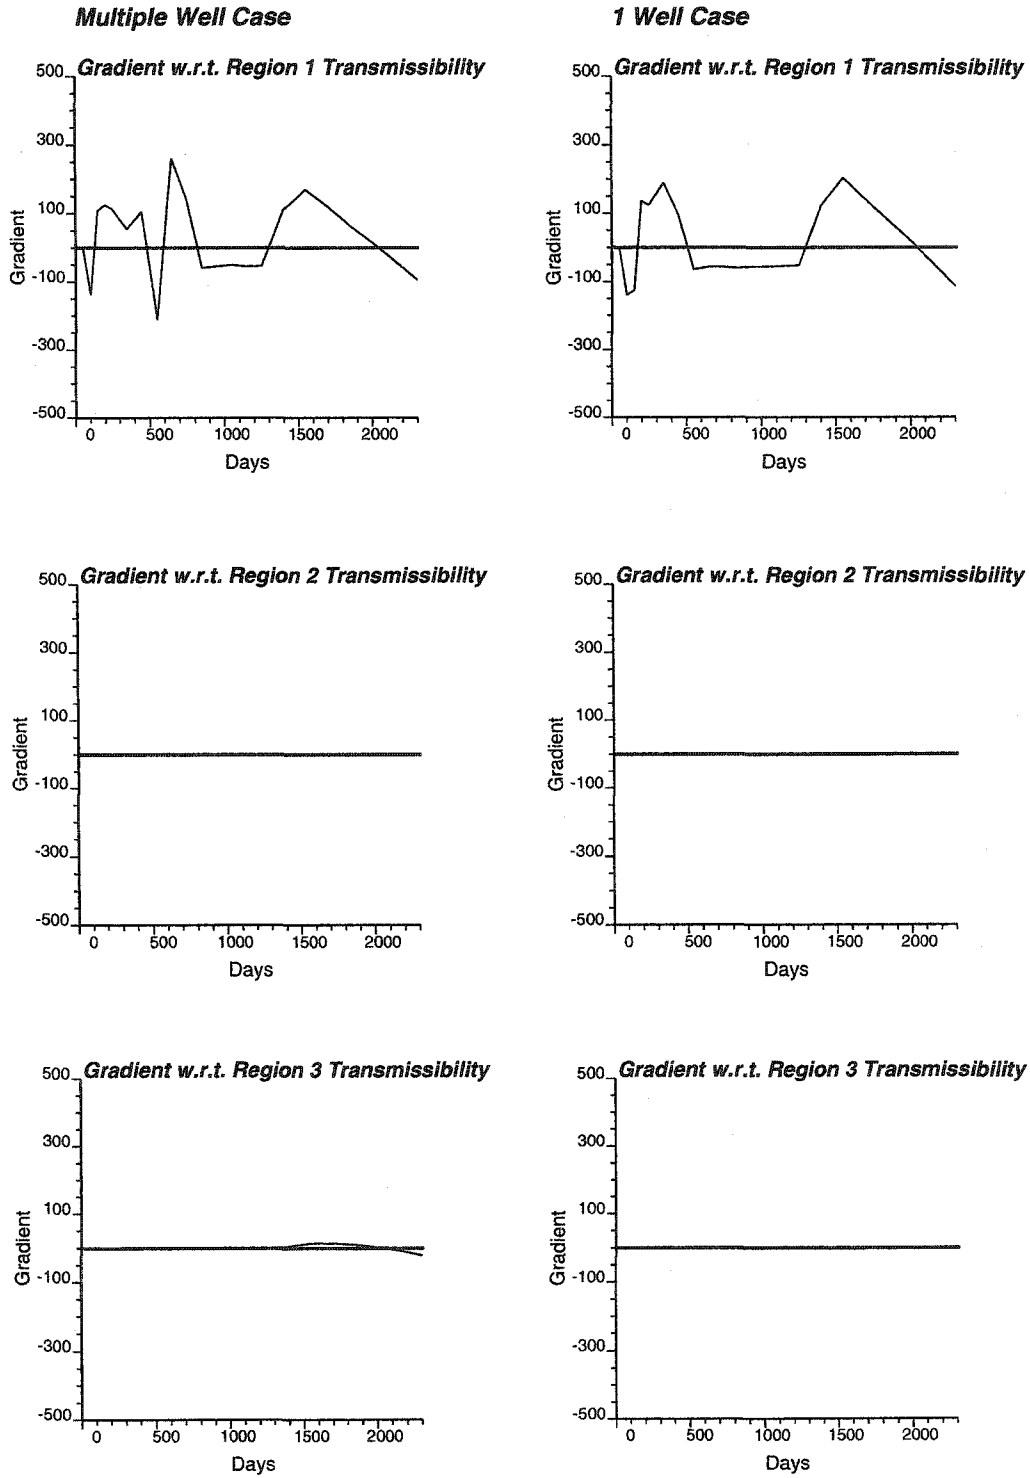 Multiple Well Case
1 Well Case
Gradient w.r.t. Region 1 Transmissibility
500
300
100
-100
-300
-500
Gradient
0 500 1000 1500 2000
Days
Gradient w.r.t. Region 1 Transmissibility
500
300
100
-100
-300
-500
Gradient
0 500 1000 1500 2000
Days
Gradient w.r.t. Region 2 Transmissibility
500
300
100
-100
-300
-500
Gradient
0 500 1000 1500 2000
Days
Gradient w.r.t. Region 2 Transmissibility
500
300
100
-100
-300
-500
Gradient
0 500 1000 1500 2000
Days
Gradient w.r.t. Region 3 Transmissibility
500
300
100
-100
-300
-500
Gradient
0 500 1000 1500 2000
Days
Gradient w.r.t. Region 3 Transmissibility
500
300
100
-100
-300
-500
Gradient
0 500 1000 1500 2000
Days